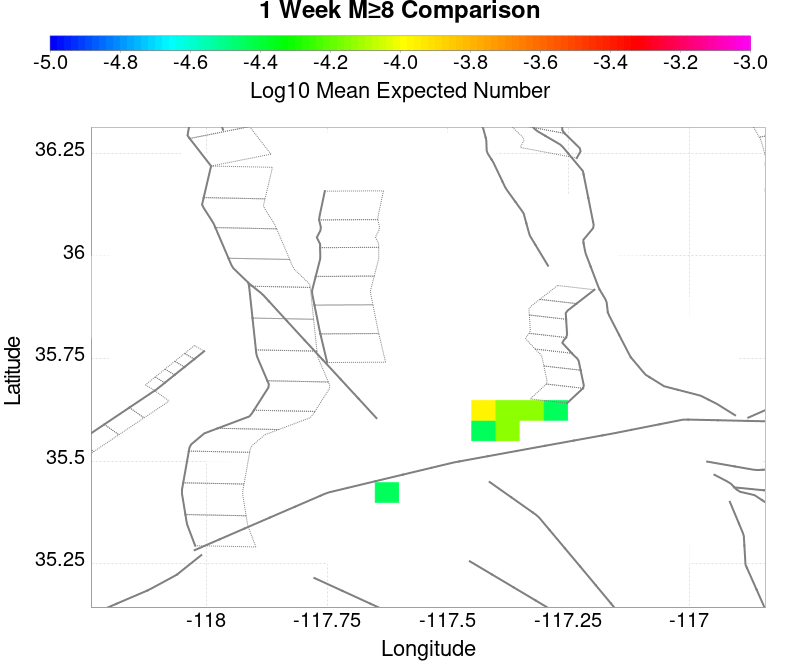 1 Week M≥8 Comparison
-5.0 -4.8 -4.6 -4.4 -4.2 -4.0 -3.8 -3.6 -3.4 -3.2 -3.0
Log10 Mean Expected Number
36.25
36
35.75
35.5
35.25
Latitude
-118 -117.75 -117.5 -117.25 -117
Longitude